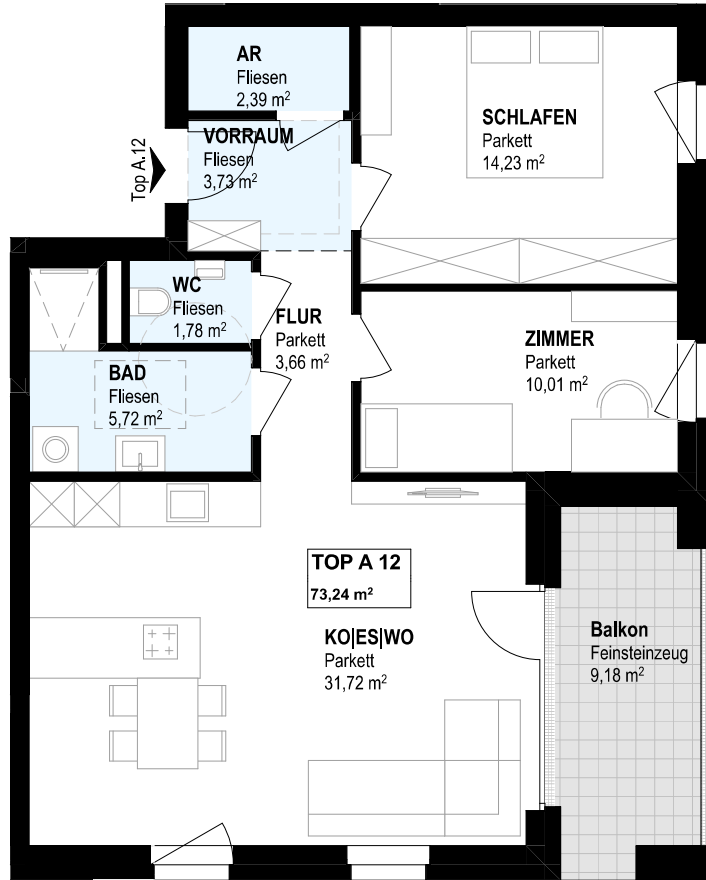 AR
Fliesen
2,39 m²
VORRAUM
Fliesen
3,73 m²
Top A.12
SCHLAFEN
Parkett
14,23 m²
WC
Fliesen
1,78 m²
FLUR
Parkett
3,66 m²
ZIMMER
Parkett
10,01 m²
BAD
Fliesen
5,72 m²
TOP A 12
73,24 m²
KO|ES|WO
Parkett
31,72 m²
Balkon
Feinsteinzeug
9,18 m²